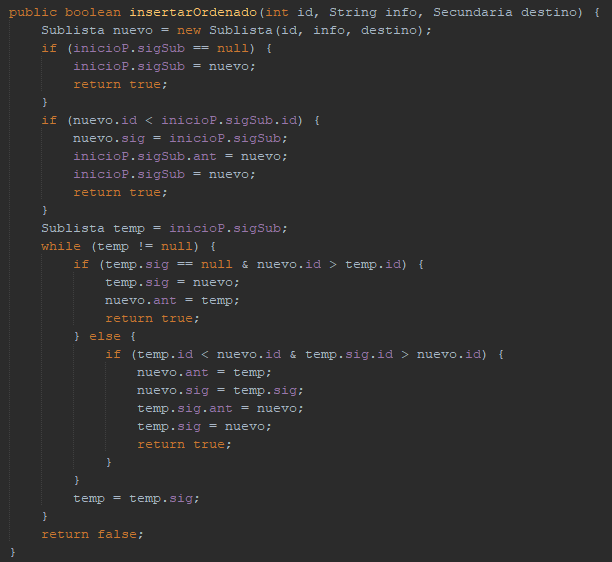 public boolean insertarOrdenado(int id, String info, Secundaria destino) {
    Sublista nuevo = new Sublista(id, info, destino);
    if (inicioP.sigSub == null) {
        inicioP.sigSub = nuevo;
        return true;
    }
    if (nuevo.id < inicioP.sigSub.id) {
        nuevo.sig = inicioP.sigSub;
        inicioP.sigSub.ant = nuevo;
        inicioP.sigSub = nuevo;
        return true;
    }
    Sublista temp = inicioP.sigSub;
    while (temp != null) {
        if (temp.sig == null & nuevo.id > temp.id) {
            temp.sig = nuevo;
            nuevo.ant = temp;
            return true;
        } else {
            if (temp.id < nuevo.id & temp.sig.id > nuevo.id) {
                nuevo.ant = temp;
                nuevo.sig = temp.sig;
                temp.sig.ant = nuevo;
                temp.sig = nuevo;
                return true;
            }
        }
        temp = temp.sig;
    }
    return false;
}